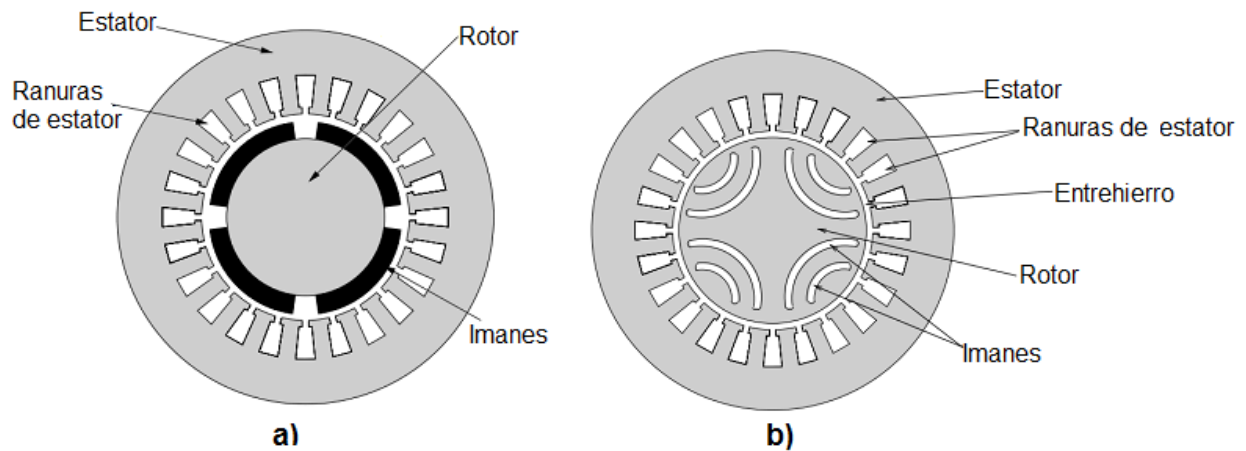 Estator
Rotor
Ranuras
de estator
Imanes
a)
Estator
Ranuras de estator
Entrehierro
Rotor
Imanes
b)